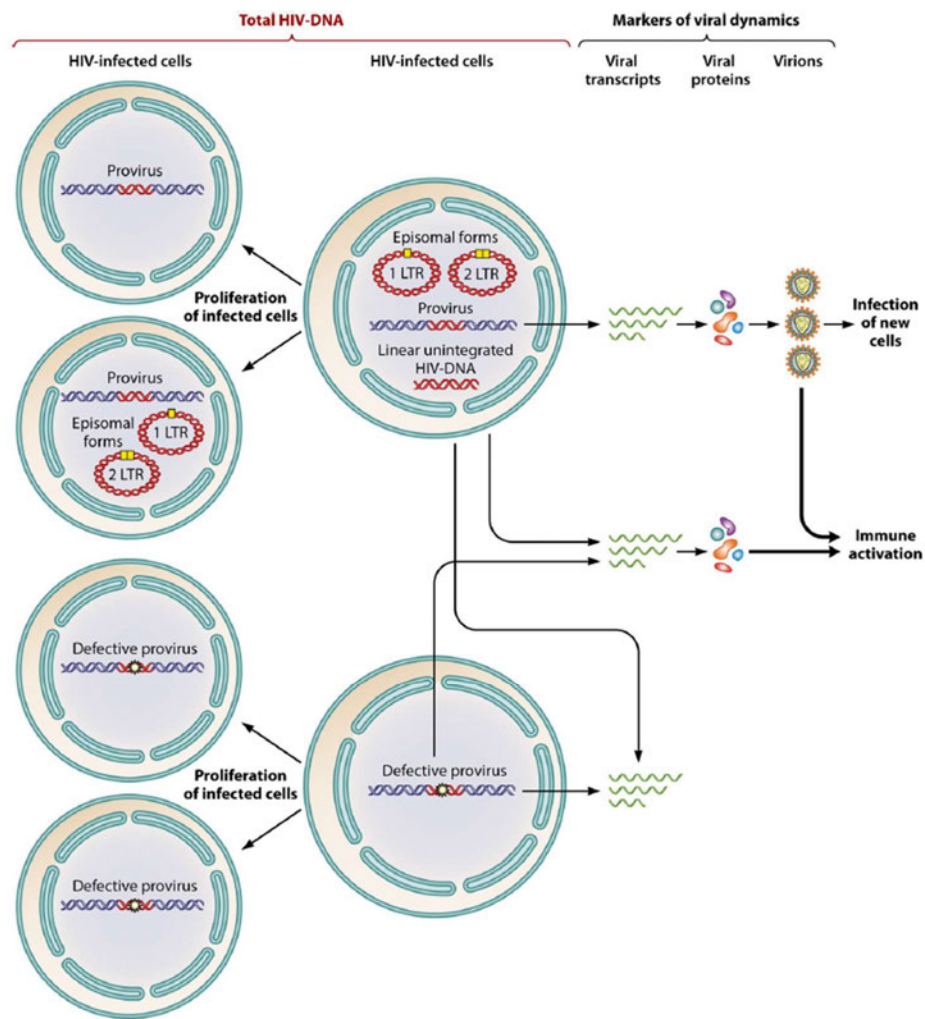 Total HIV-DNA
Markers of viral dynamics
HIV-infected cells
HIV-infected cells
Viral
transcripts
Viral
proteins
Virions
Provirus
Episomal forms
1 LTR
2 LTR
Provirus
Linear unintegrated
HIV-DNA
Proliferation
of infected cells
Infection
of new
cells
Provirus
Episomal
forms
1 LTR
2 LTR
Immune
activation
Defective provirus
Defective provirus
Proliferation
of infected cells
Defective provirus